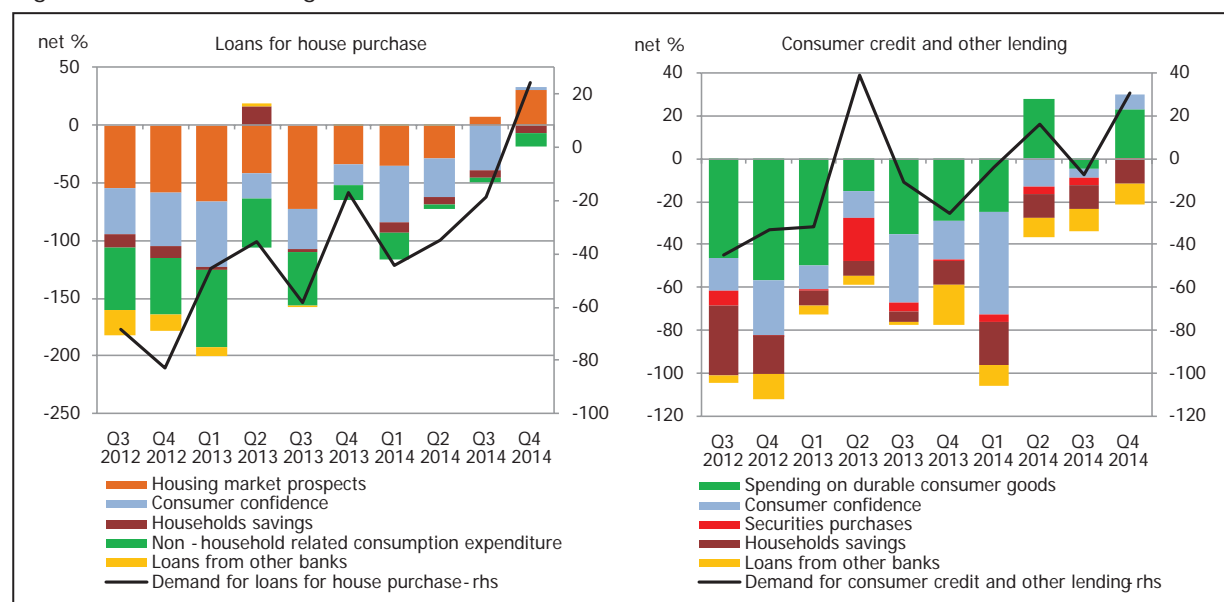 net %
Loans for house purchase
50
0
-50
-100
-150
-200
-250
20
0
-20
-40
-60
-80
-100
Q3 Q4 Q1 Q2 Q3 Q4 Q1 Q2 Q3 Q4
2012 2012 2013 2013 2013 2013 2014 2014 2014 2014
Housing market prospects
Consumer confidence
Households savings
Non - household related consumption expenditure
Loans from other banks
Demand for loans for house purchase-rhs
net %
Consumer credit and other lending
40
20
0
-20
-40
-60
-80
-100
-120
40
20
0
-20
-40
-60
-80
-100
-120
Q3 Q4 Q1 Q2 Q3 Q4 Q1 Q2 Q3 Q4
2012 2012 2013 2013 2013 2013 2014 2014 2014 2014
Spending on durable consumer goods
Consumer confidence
Securities purchases
Households savings
Loans from other banks
Demand for consumer credit and other lending-rhs